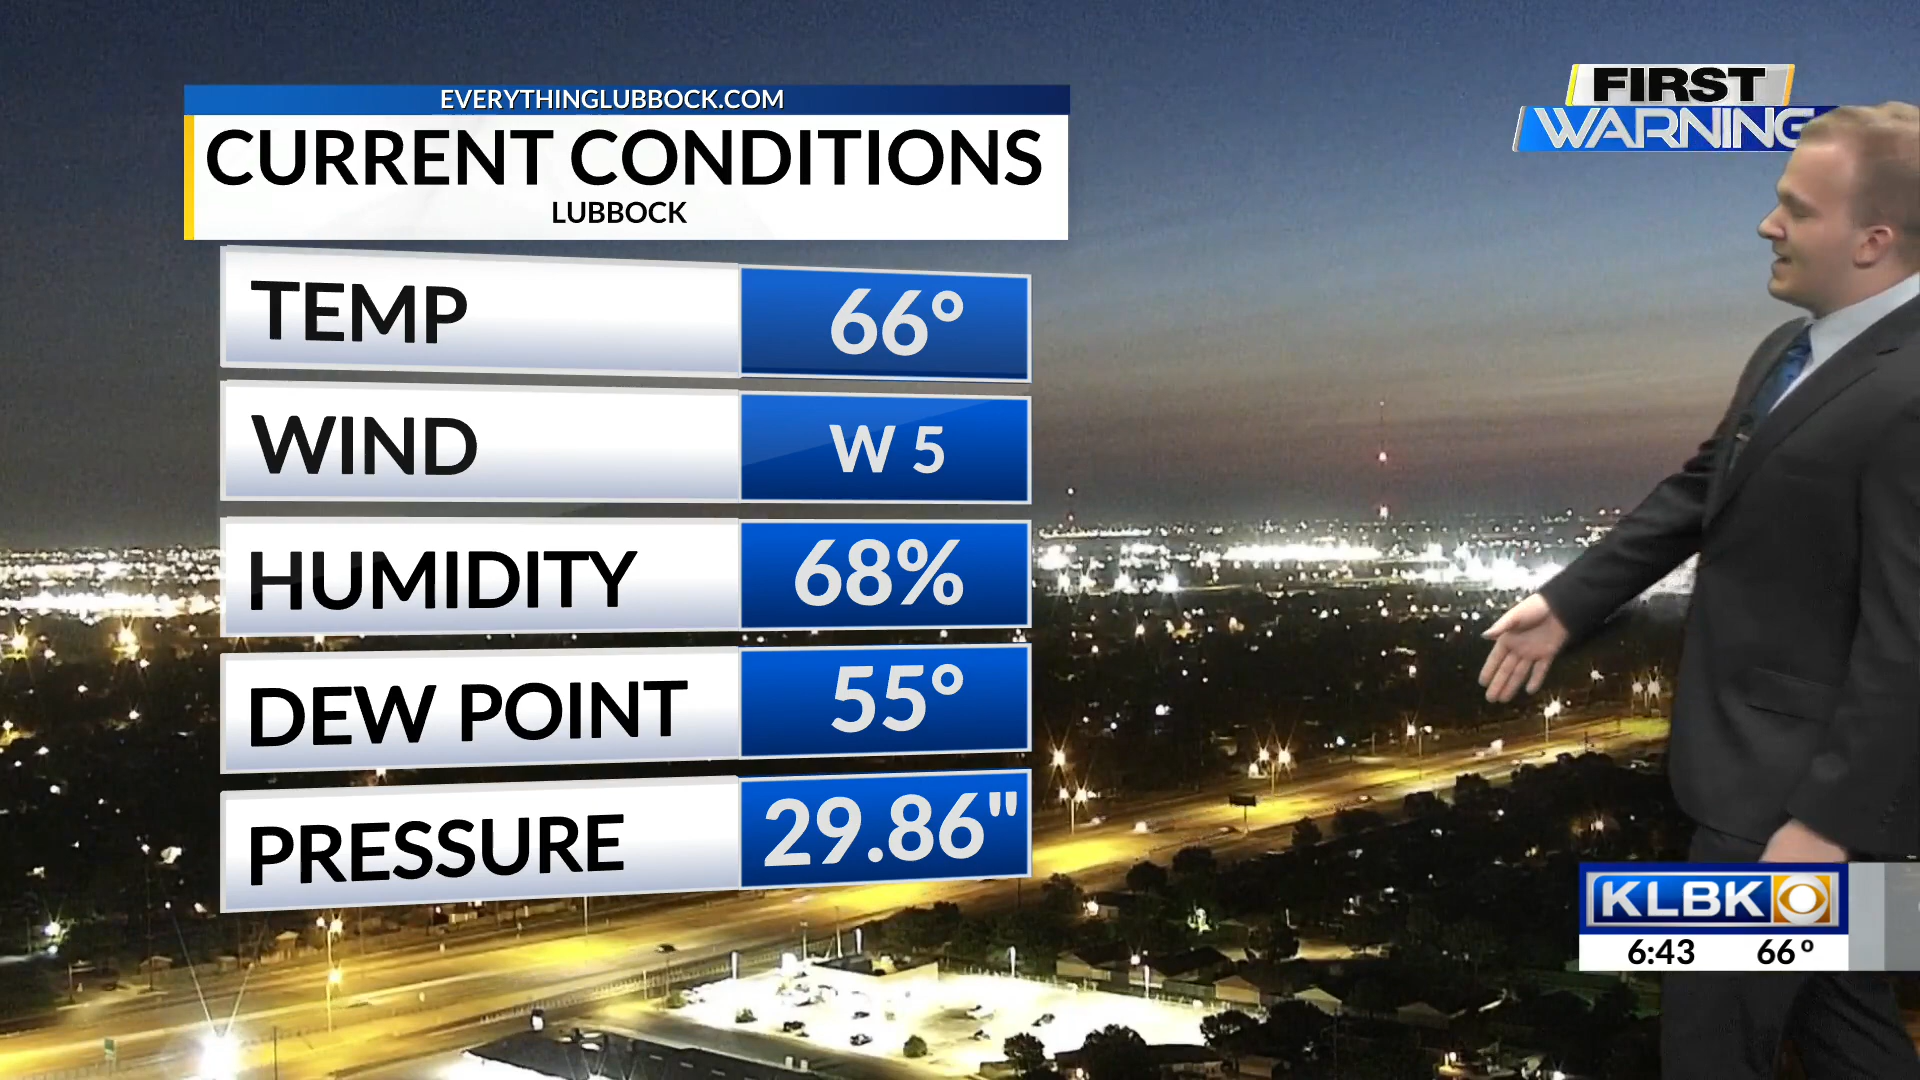 EVERYTHINGLUBBOCK.COM
CURRENT CONDITIONS
LUBBOCK
TEMP 66°
WIND W 5
HUMIDITY 68%
DEW POINT 55°
PRESSURE 29.86"
FIRST
WARNING
KLBK
6:43 66°